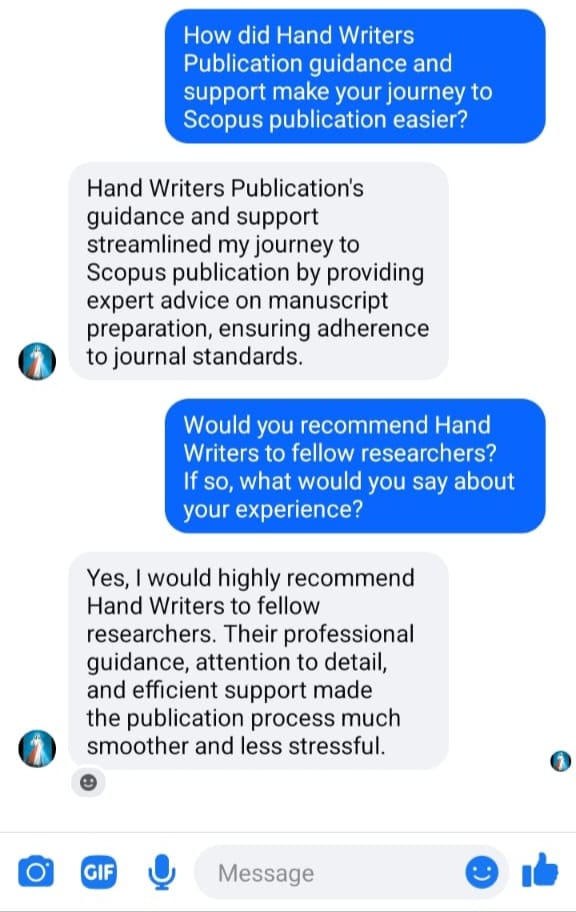 How did Hand Writers
Publication guidance and
support make your journey to
Scopus publication easier?
Hand Writers Publication's
guidance and support
streamlined my journey to
Scopus publication by providing
expert advice on manuscript
preparation, ensuring adherence
to journal standards.
Would you recommend Hand
Writers to fellow researchers?
If so, what would you say about
your experience?
Yes, I would highly recommend
Hand Writers to fellow
researchers. Their professional
guidance, attention to detail,
and efficient support made
the publication process much
smoother and less stressful.
GIF
Message